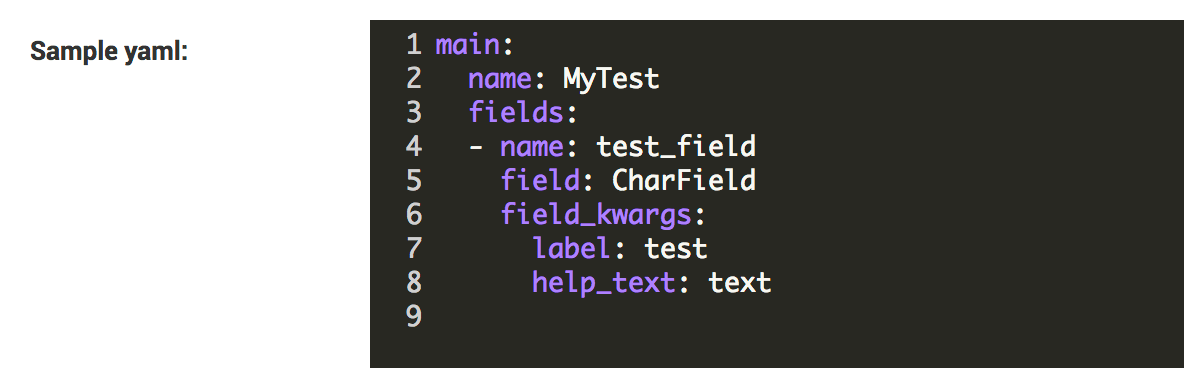 Sample yaml:
1 main:
2   name: MyTest
3   fields:
4   - name: test_field
5     field: CharField
6     field_kwargs:
7       label: test
8       help_text: text
9